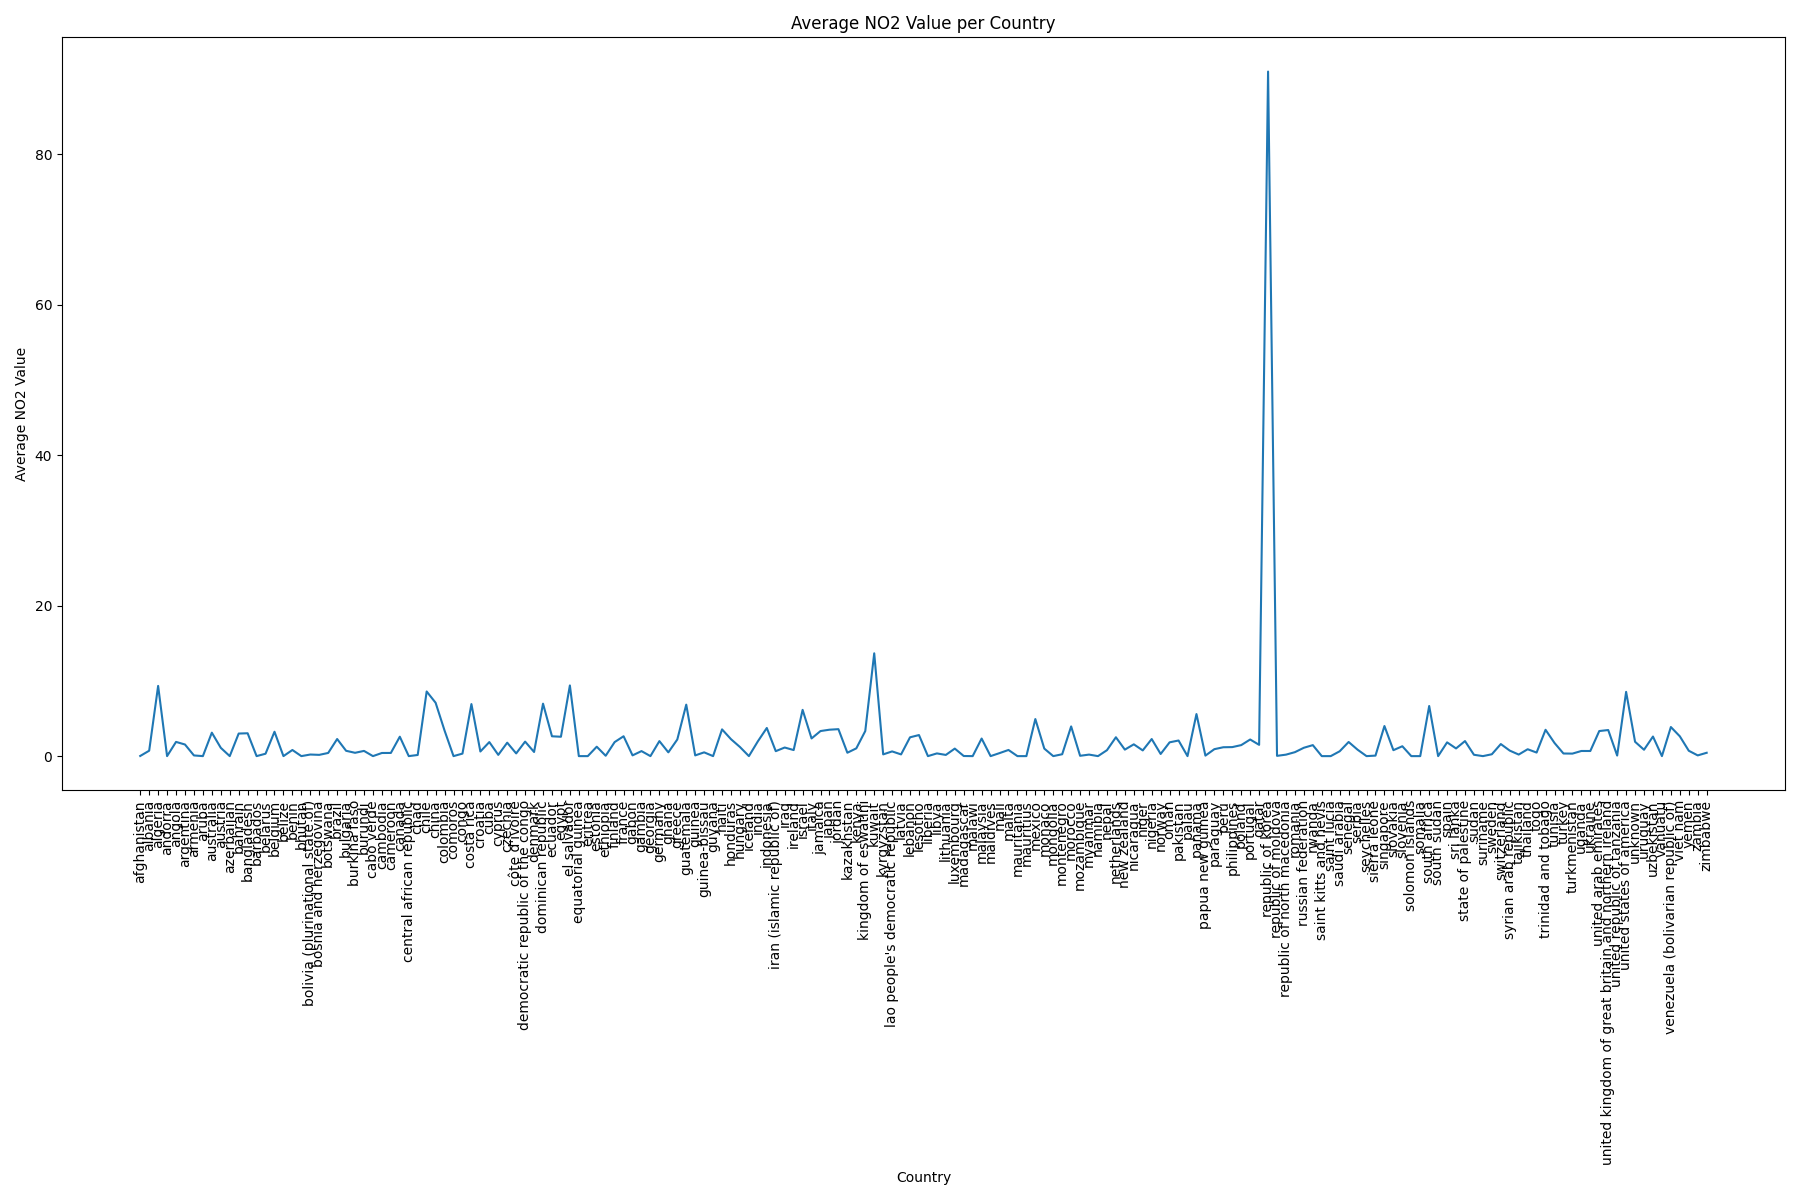 Average NO2 Value per Country
Average NO2 Value
80
60
40
20
0
afghanistan
albania
algeria
andorra
angola
argentina
armenia
aruba
australia
austria
azerbaijan
bahrain
bangladesh
barbados
belarus
belgium
belize
benin
bhutan
bolivia (plurinational state of)
bosnia and herzegovina
botswana
brazil
bulgaria
burkina faso
burundi
cabo verde
cambodia
cameroon
canada
central african republic
chad
chile
china
colombia
comoros
congo
costa rica
croatia
cuba
cyprus
czechia
côte d'ivoire
democratic republic of the congo
denmark
dominican republic
ecuador
egypt
el salvador
equatorial guinea
eritrea
estonia
ethiopia
finland
france
gabon
gambia
georgia
germany
ghana
greece
guatemala
guinea
guinea-bissau
guyana
haiti
honduras
hungary
iceland
india
indonesia
iran (islamic republic of)
iraq
ireland
israel
italy
jamaica
japan
jordan
kazakhstan
kenya
kingdom of eswatini
kuwait
kyrgyzstan
lao people's democratic republic
latvia
lebanon
lesotho
liberia
libya
lithuania
luxembourg
madagascar
malawi
malaysia
maldives
mali
malta
mauritania
mauritius
mexico
monaco
mongolia
montenegro
morocco
mozambique
myanmar
namibia
nepal
netherlands
new zealand
nicaragua
niger
nigeria
norway
oman
pakistan
palau
panama
papua new guinea
paraguay
peru
philippines
poland
portugal
qatar
republic of korea
republic of moldova
republic of north macedonia
romania
russian federation
rwanda
saint kitts and nevis
saint lucia
saudi arabia
senegal
serbia
seychelles
sierra leone
singapore
slovakia
slovenia
solomon islands
somalia
south africa
south sudan
spain
sri lanka
state of palestine
sudan
suriname
sweden
switzerland
syrian arab republic
tajikistan
thailand
togo
trinidad and tobago
tunisia
turkey
turkmenistan
uganda
ukraine
united arab emirates
united kingdom of great britain and northern ireland
united republic of tanzania
united states of america
unknown
uruguay
uzbekistan
vanuatu
venezuela (bolivarian republic of)
viet nam
yemen
zambia
zimbabwe
Country